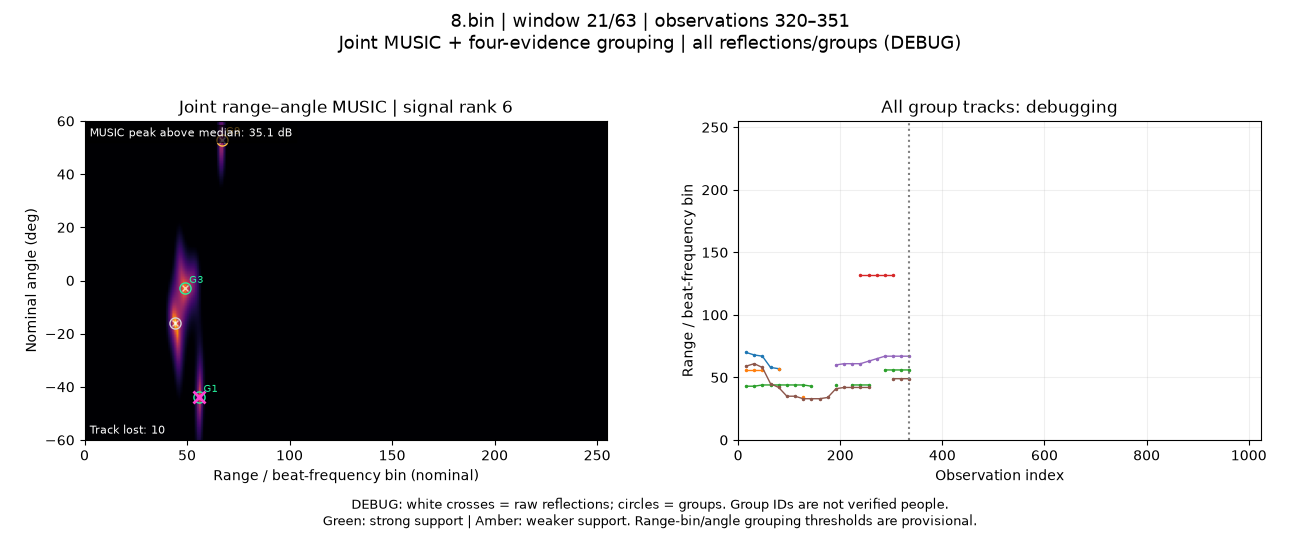 8.bin | window 21/63 | observations 320–351
Joint MUSIC + four-evidence grouping | all reflections/groups (DEBUG)
Joint range–angle MUSIC | signal rank 6
MUSIC peak above median: 35.1 dB
60
40
20
0
−20
−40
−60
Nominal angle (deg)
G3
G1
Track lost: 10
0
50
100
150
200
250
Range / beat-frequency bin (nominal)
All group tracks: debugging
250
200
150
100
50
0
Range / beat-frequency bin
0
200
400
600
800
1000
Observation index
DEBUG: white crosses = raw reflections; circles = groups. Group IDs are not verified people.
Green: strong support | Amber: weaker support. Range-bin/angle grouping thresholds are provisional.